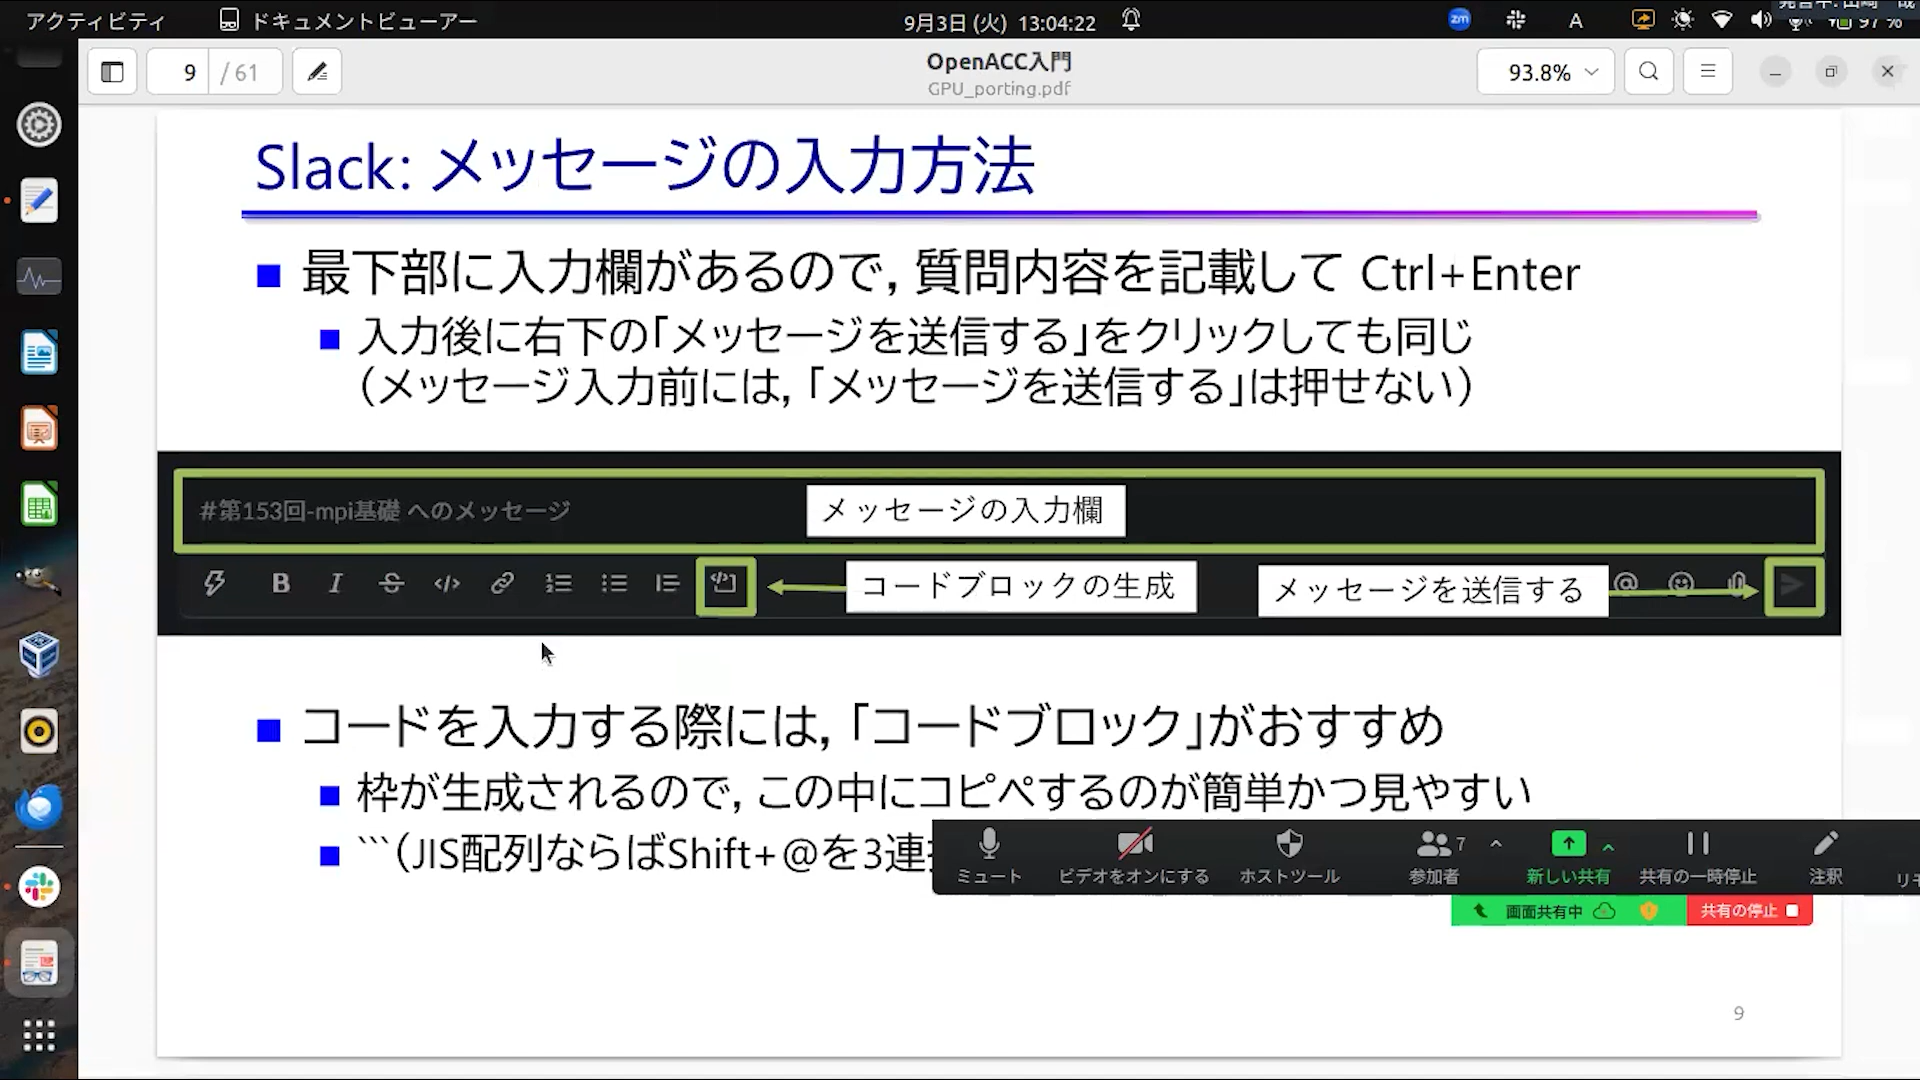 アクティビティ
ドキュメントビューアー
9月3日 (火) 13:04:22
zm
A
97 %
9
/ 61
OpenACC入門
GPU_porting.pdf
93.8%
Slack: メッセージの入力方法
最下部に入力欄があるので, 質問内容を記載して Ctrl+Enter
入力後に右下の「メッセージを送信する」をクリックしても同じ
（メッセージ入力前には, 「メッセージを送信する」は押せない）
#第153回-mpi基礎 へのメッセージ
メッセージの入力欄
コードブロックの生成
メッセージを送信する
コードを入力する際には, 「コードブロック」がおすすめ
枠が生成されるので, この中にコピペするのが簡単かつ見やすい
```（JIS配列ならばShift+@を3連
ミュート
ビデオをオンにする
ホストツール
7
参加者
新しい共有
共有の一時停止
注釈
画面共有中
共有の停止
9